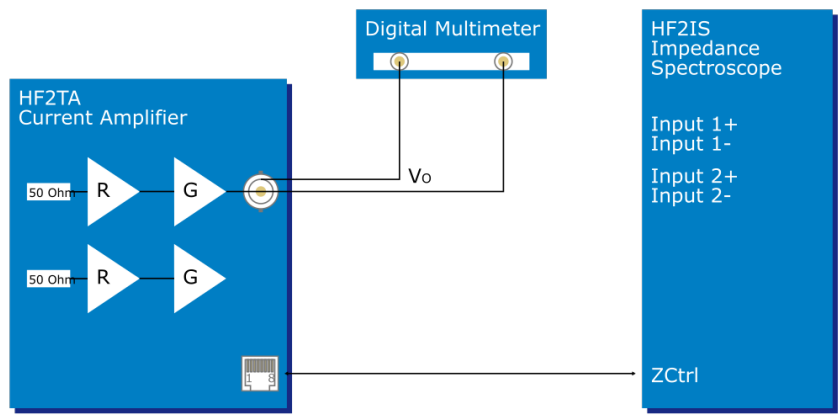 Digital Multimeter
HF2IS
Impedance
Spectroscope
HF2TA
Current Amplifier
Input 1+
Input 1-
Input 2+
Input 2-
50 Ohm
R
G
Vo
50 Ohm
R
G
1 8
ZCtrl